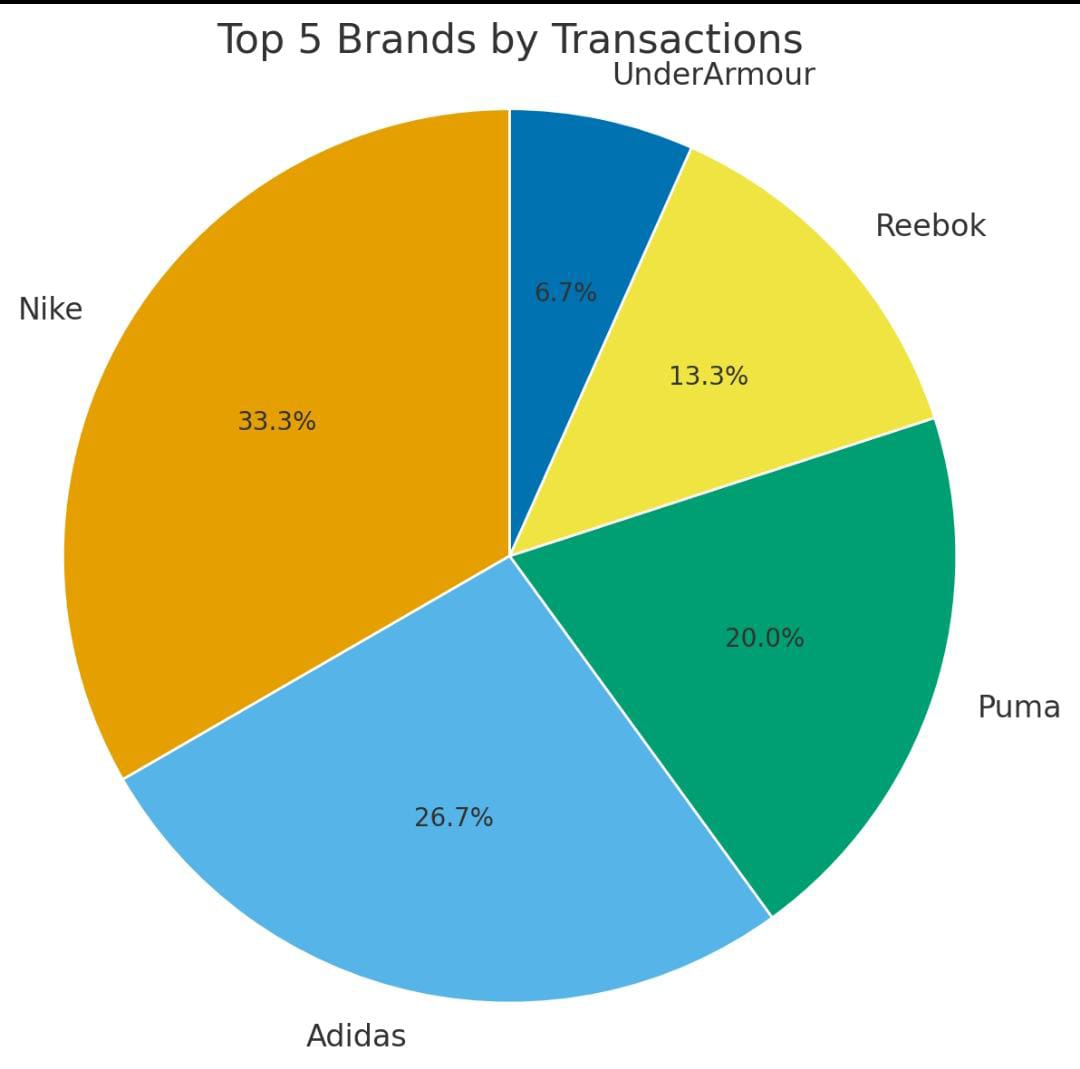 Top 5 Brands by Transactions
UnderArmour
Reebok
Nike
6.7%
13.3%
33.3%
20.0%
Puma
26.7%
Adidas